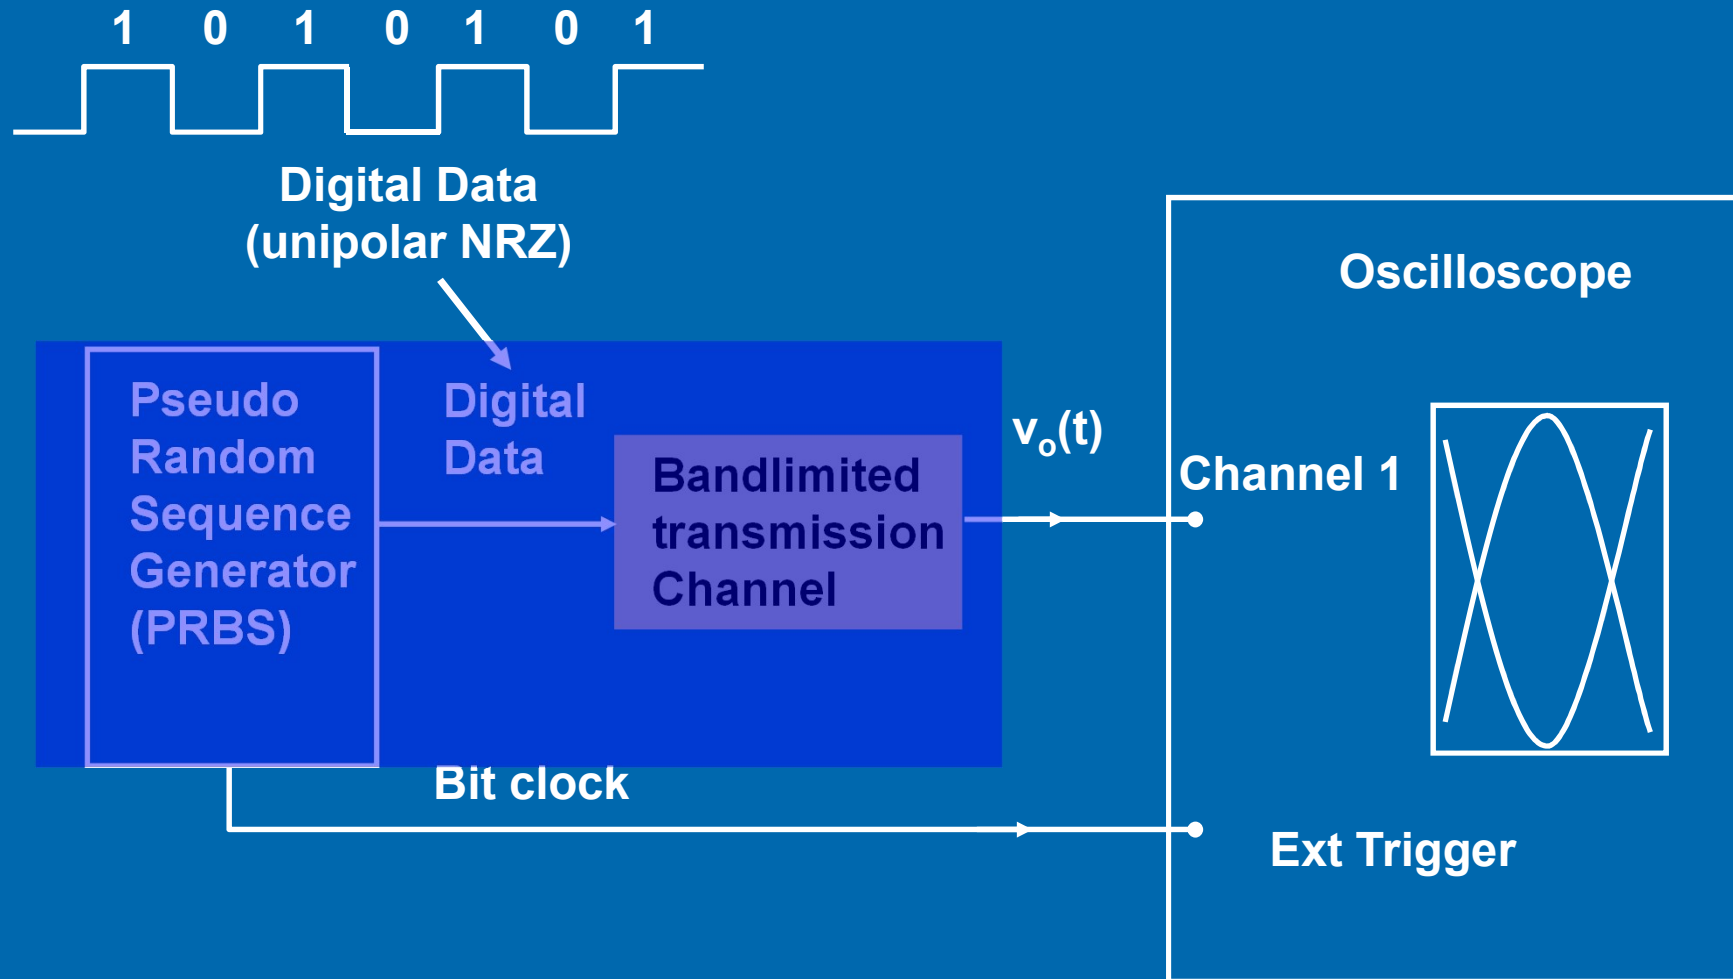 1 0 1 0 1 0 1
Digital Data
(unipolar NRZ)
Oscilloscope
Pseudo
Random
Sequence
Generator
(PRBS)
Digital
Data
Bandlimited
transmission
Channel
vo(t)
Channel 1
Bit clock
Ext Trigger